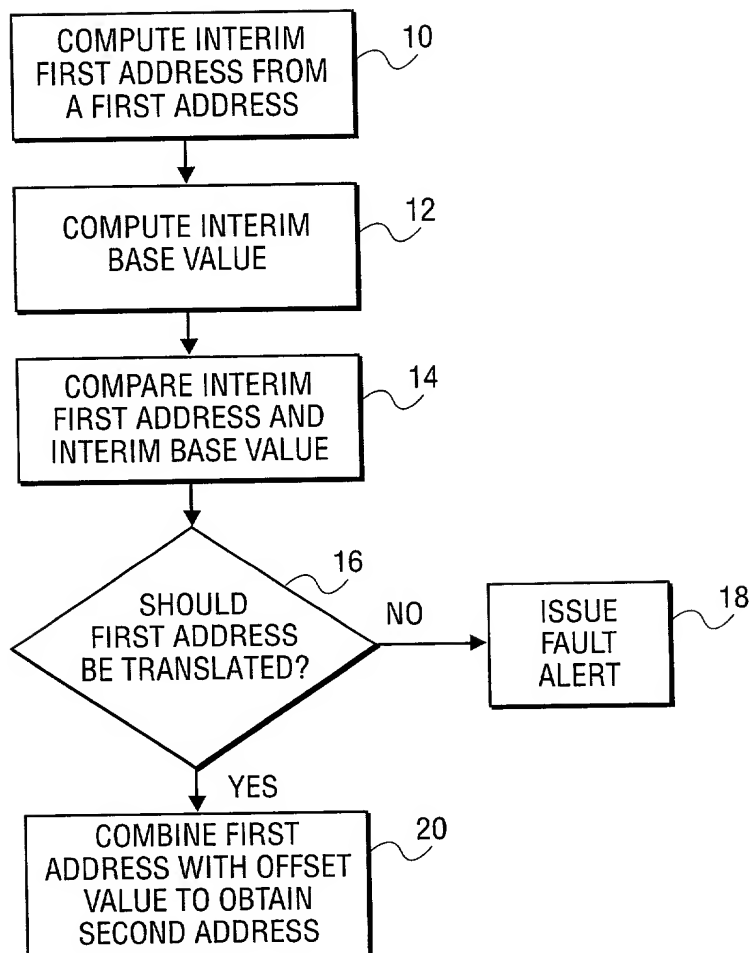 COMPUTE INTERIM
FIRST ADDRESS FROM
A FIRST ADDRESS
10
COMPUTE INTERIM
BASE VALUE
12
COMPARE INTERIM
FIRST ADDRESS AND
INTERIM BASE VALUE
14
SHOULD
FIRST ADDRESS
BE TRANSLATED?
16
NO
ISSUE
FAULT
ALERT
18
YES
COMBINE FIRST
ADDRESS WITH OFFSET
VALUE TO OBTAIN
SECOND ADDRESS
20